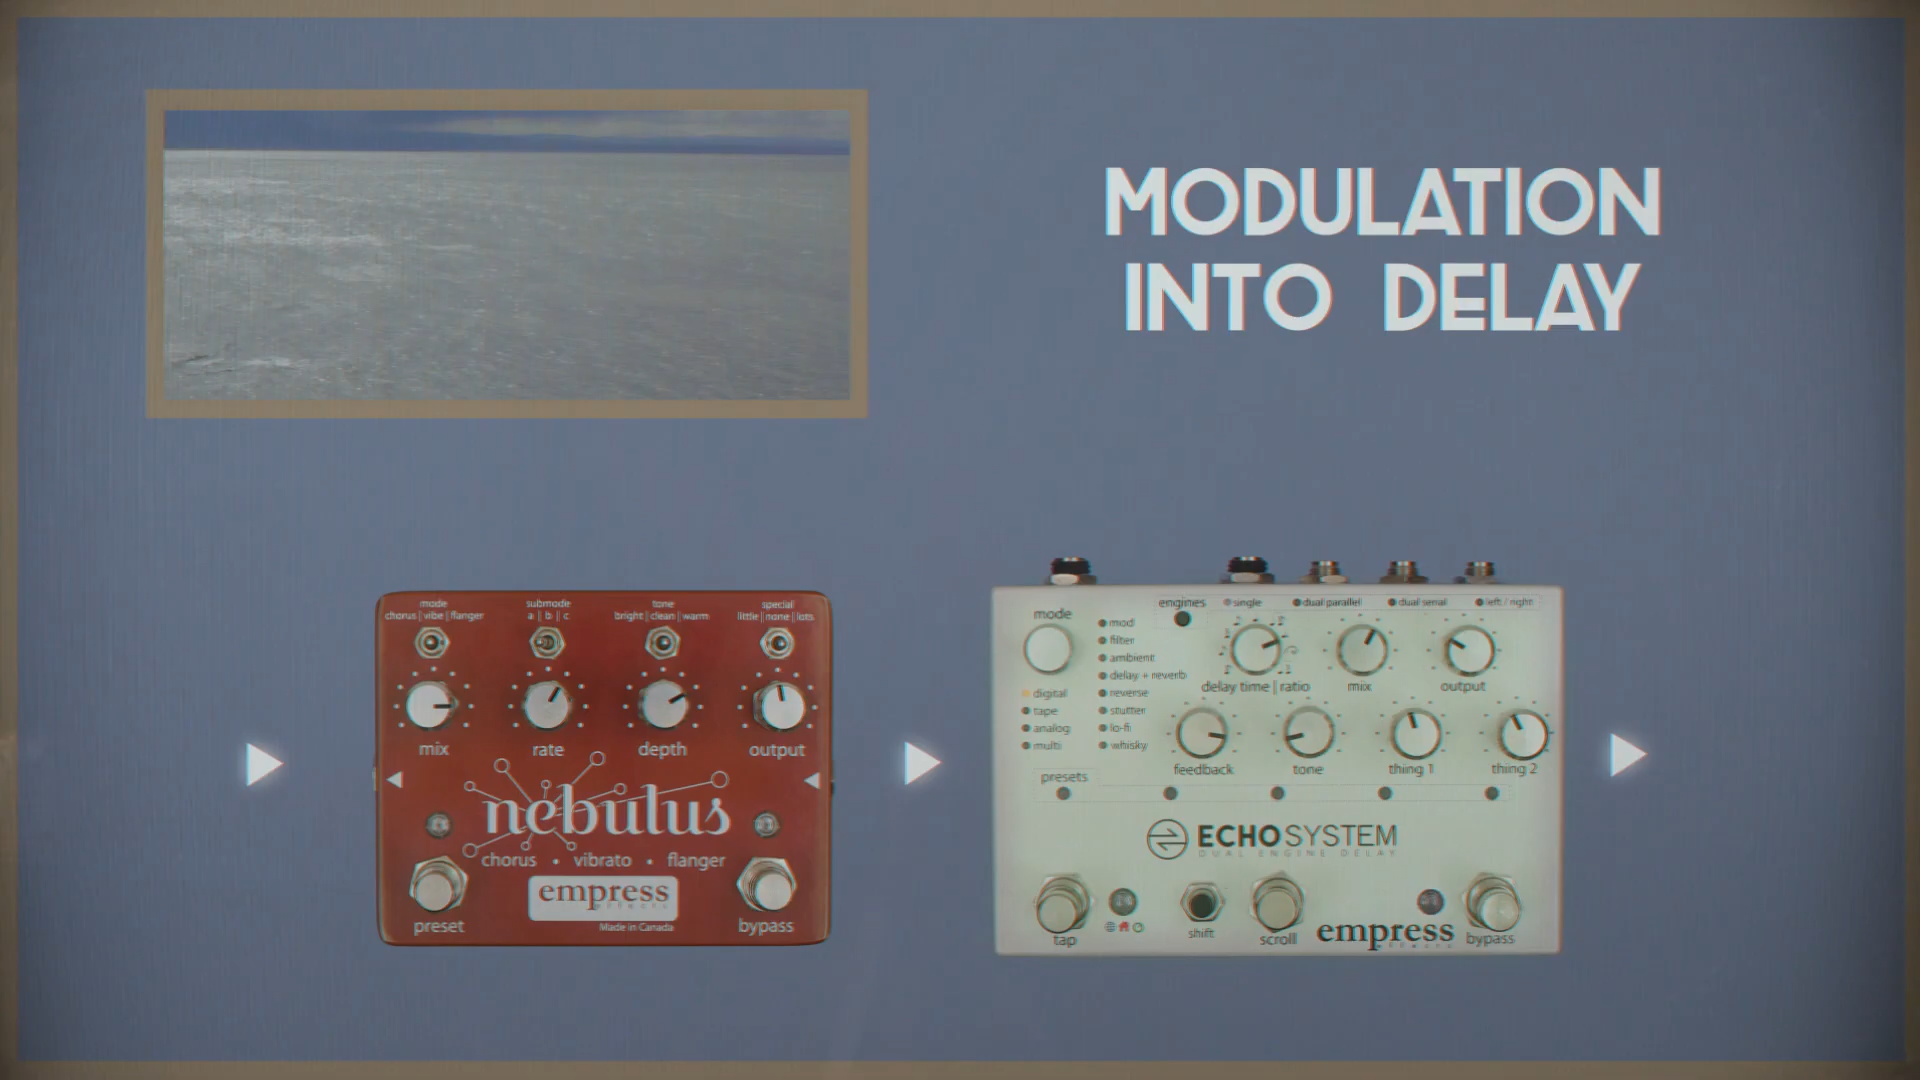 MODULATION
INTO DELAY
mode
chorus || vibe || flanger
submode
a || b || c
tone
bright || clean || warm
special
little || none || lots
mix
rate
depth
output
nebulus
chorus • vibrato • flanger
empress
Made in Canada
preset
bypass
mode
engines
single
dual parallel
dual serial
left / right
mod
filter
ambient
delay + reverb
reverse
stutter
lo-fi
whisky
digital
tape
analog
multi
delay time || ratio
mix
output
feedback
tone
thing 1
thing 2
presets
ECHOSYSTEM
DUAL ENGINE DELAY
tap
shift
scroll
empress
bypass